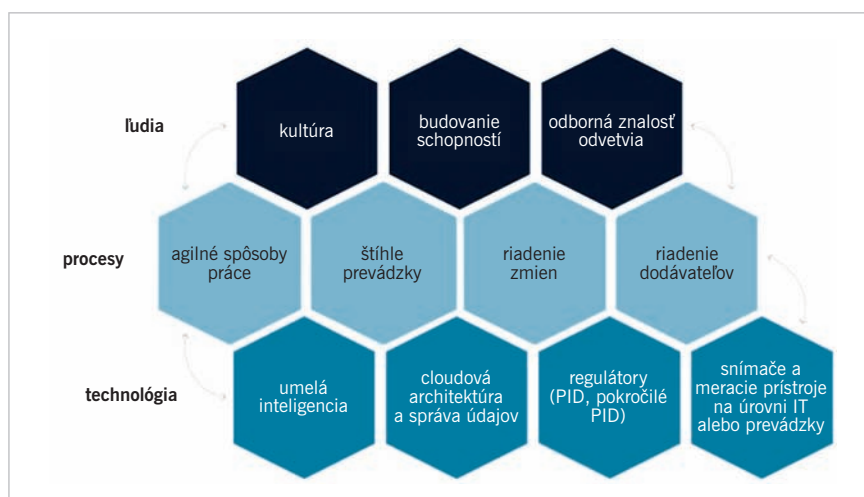 ľudia
kultúra
budovanie
schopností
odborná znalosť
odvetvia
procesy
agilné spôsoby
práce
štíhle
prevádzky
riadenie
zmien
riadenie
dodávateľov
technológia
umelá
inteligencia
cloudová
architektúra
a správa údajov
regulátory
(PID, pokročilé
PID)
snímače a
meracie prístroje
na úrovni IT
alebo prevádzky